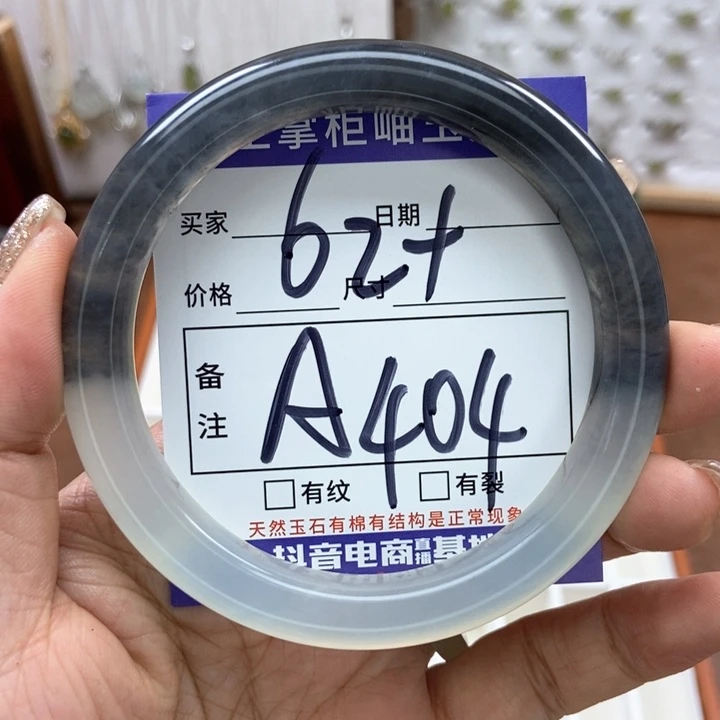 掌柜岫玉
买家 日期
62+
价格 尺寸
备注
A404
有纹 有裂
天然玉石有棉有结构是正常现象
抖音电商直播基地